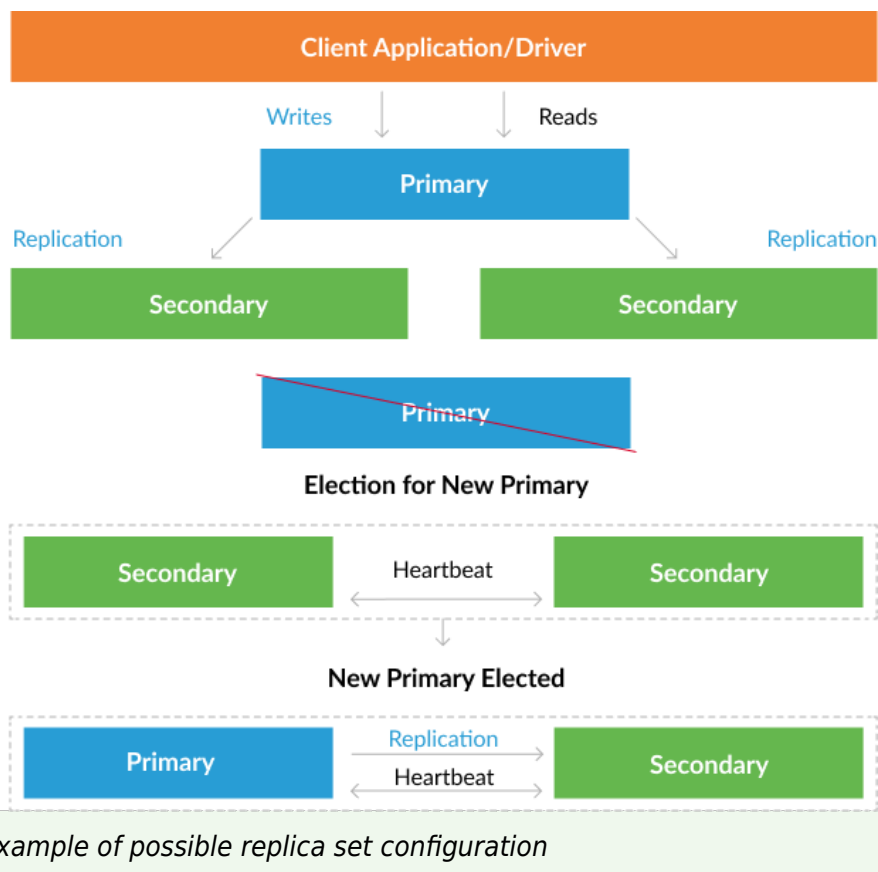 Client Application/Driver
Writes
Reads
Primary
Replication
Replication
Secondary
Secondary
Primary
Election for New Primary
Secondary
Heartbeat
Secondary
New Primary Elected
Primary
Replication
Heartbeat
Secondary
xample of possible replica set configuration